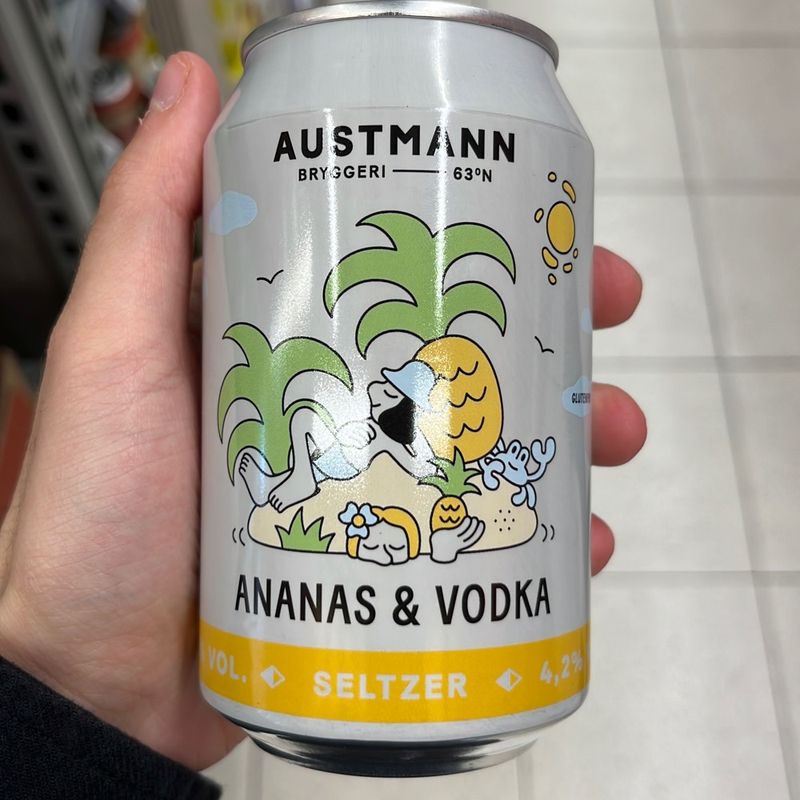 AUSTMANN
BRYGGERI — 63°N
ANANAS & VODKA
VOL. SELTZER 4,2%